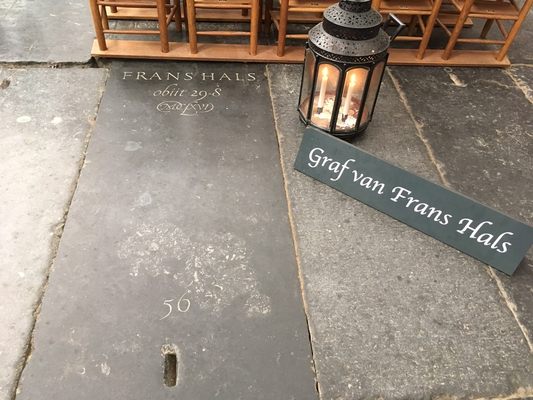 FRANS HALS
obiit 29·8
Graf van Frans Hals
56